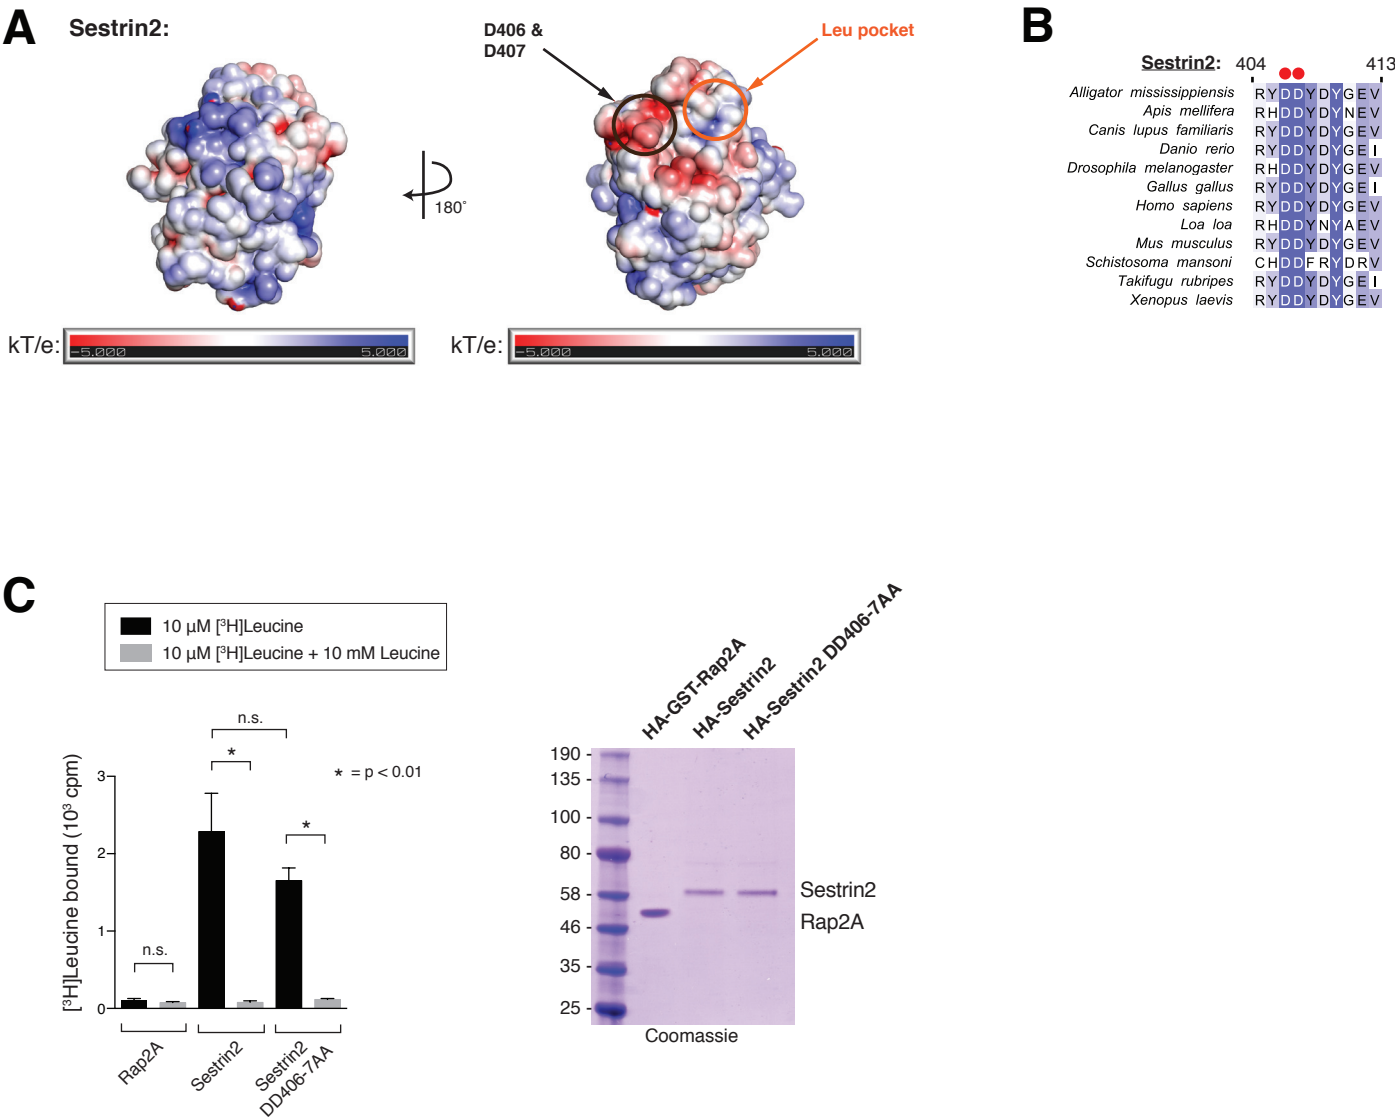 A
Sestrin2:
D406 &
D407
Leu pocket
180°
kT/e:
-5.000
5.000
kT/e:
-5.000
5.000
B
Sestrin2: 404 413
Alligator mississippiensis RYDDYDYGEV
Apis mellifera RHDDYDYNEV
Canis lupus familiaris RYDDYDYGEV
Danio rerio RYDDYDYGEI
Drosophila melanogaster RHDDYDYGEV
Gallus gallus RYDDYDYGEI
Homo sapiens RYDDYDYGEV
Loa loa RHDDYNYAEV
Mus musculus RYDDYDYGEV
Schistosoma mansoni CHDDFRYDRV
Takifugu rubripes RYDDYDYGEI
Xenopus laevis RYDDYDYGEV
C
10 µM [³H]Leucine
10 µM [³H]Leucine + 10 mM Leucine
[³H]Leucine bound (10³ cpm)
3
2
1
0
n.s.
*
n.s.
*
* = p < 0.01
Rap2A
Sestrin2
Sestrin2
DD406-7AA
HA-GST-Rap2A
HA-Sestrin2
HA-Sestrin2 DD406-7AA
190
135
100
80
58
46
35
25
Sestrin2
Rap2A
Coomassie